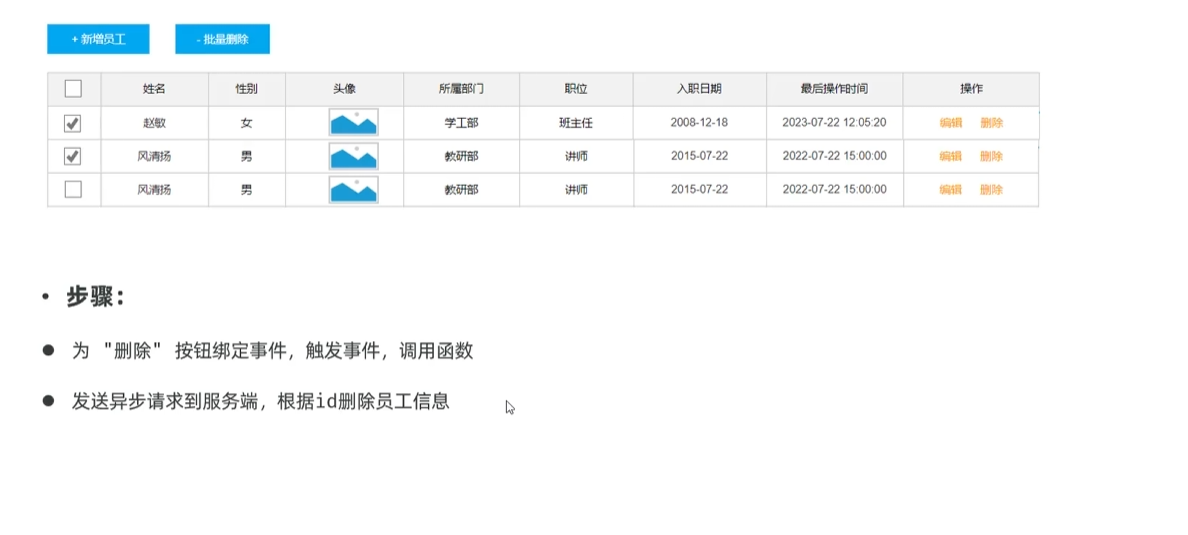 + 新增员工 - 批量删除
姓名 性别 头像 所属部门 职位 入职日期 最后操作时间 操作
赵敏 女 学工部 班主任 2008-12-18 2023-07-22 12:05:20 编辑 删除
风清扬 男 教研部 讲师 2015-07-22 2022-07-22 15:00:00 编辑 删除
风清扬 男 教研部 讲师 2015-07-22 2022-07-22 15:00:00 编辑 删除
• 步骤：
● 为 "删除" 按钮绑定事件，触发事件，调用函数
● 发送异步请求到服务端，根据id删除员工信息